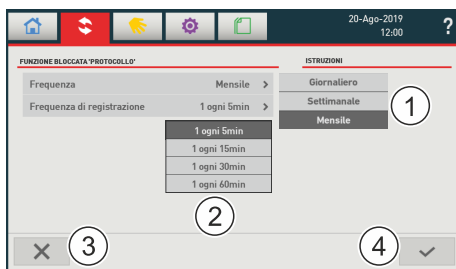 20-Ago-2019
12:00
?
FUNZIONE BLOCCATA 'PROTOCOLLO'
ISTRUZIONI
Frequenza Mensile >
Frequenza di registrazione 1 ogni 5min >
Giornaliero
Settimanale
Mensile
1
1 ogni 5min
1 ogni 15min
1 ogni 30min
1 ogni 60min
2
3
4